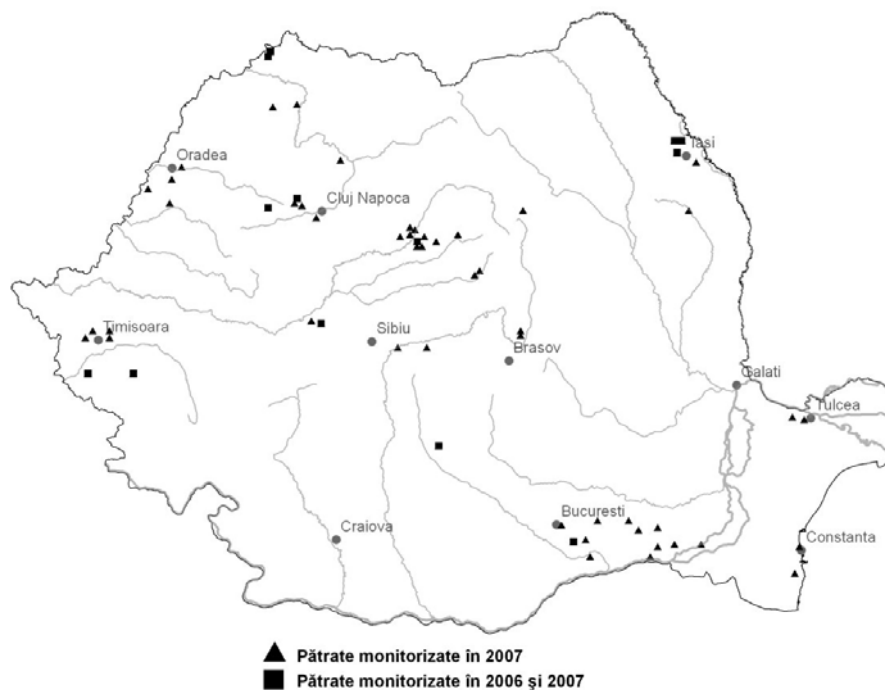 Iasi
Oradea
Cluj Napoca
Timisoara
Sibiu
Brasov
Galati
Tulcea
Bucuresti
Craiova
Constanta
Pătrate monitorizate în 2007
Pătrate monitorizate în 2006 şi 2007